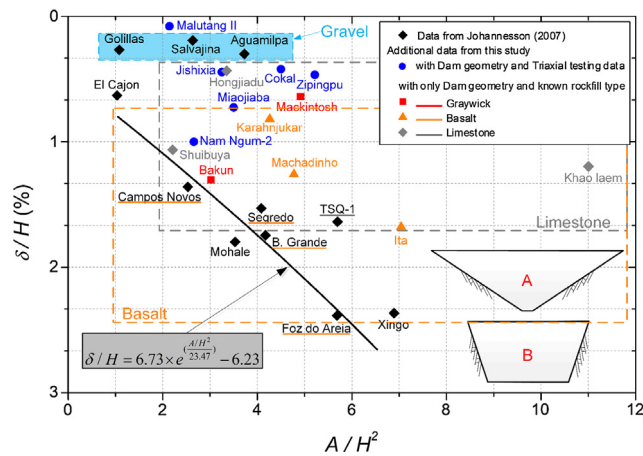 0
Malutang II
Golillas
Salvajina
Aguamilpa
Gravel
Jishixia
Hongjiadu
Cokal
Zipingpu
El Cajon
Miaojiaba
Mackintosh
Karahnjukar
1
Nam Ngum-2
Shuibuya
Bakun
Machadinho
Khao laem
Campos Novos
Segredo
TSQ-1
Limestone
Mohale
B. Grande
Ita
2
Basalt
Foz do Areia
Xingo
A
B
δ/H = 6.73×e^(A/H²/23.47) −6.23
3
δ/H (%)
0 2 4 6 8 10 12
A/H²
Data from Johannesson (2007)
Additional data from this study
with Dam geometry and Triaxial testing data
with only Dam geometry and known rockfill type
Graywick
Basalt
Limestone